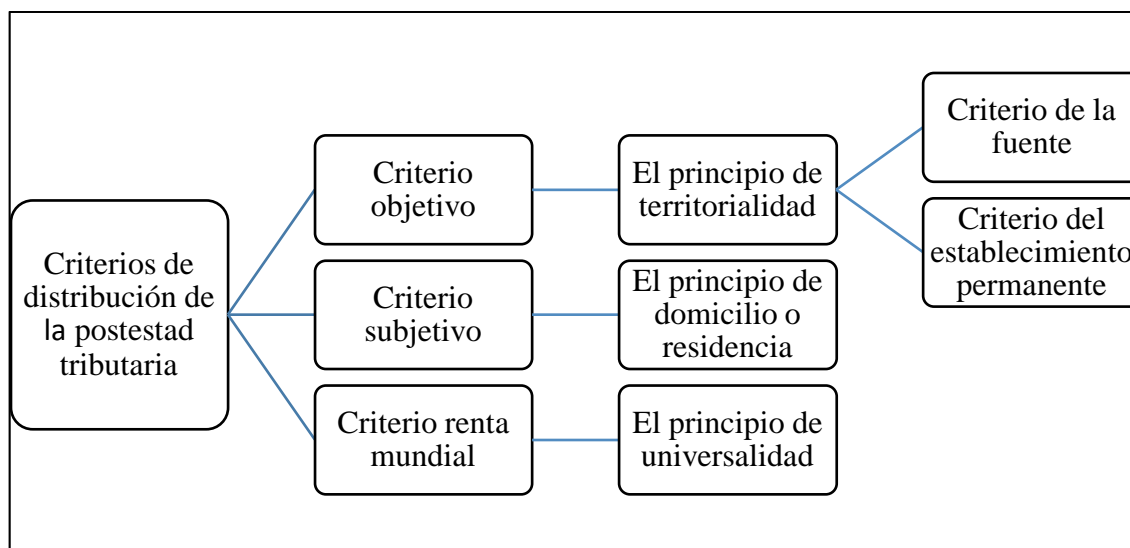 Criterios de
distribución de
la postestad
tributaria
Criterio
objetivo
El principio de
territorialidad
Criterio de la
fuente
Criterio del
establecimiento
permanente
Criterio
subjetivo
El principio de
domicilio o
residencia
Criterio renta
mundial
El principio de
universalidad